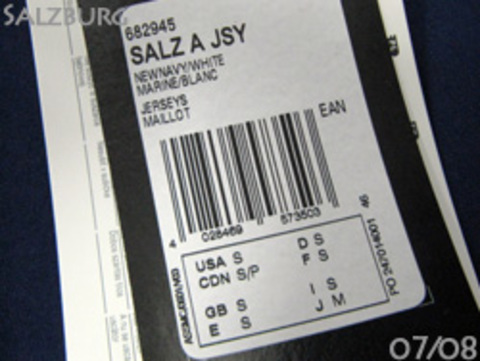 SALZBURG
682945
SALZ A JSY
NEWNAVY/WHITE
MARINE/BLANC
JERSEYS
MAILLOT
EAN
4 028469 573503
USA S D S
CDN S/P F S
GB S I S
E S J M
07/08